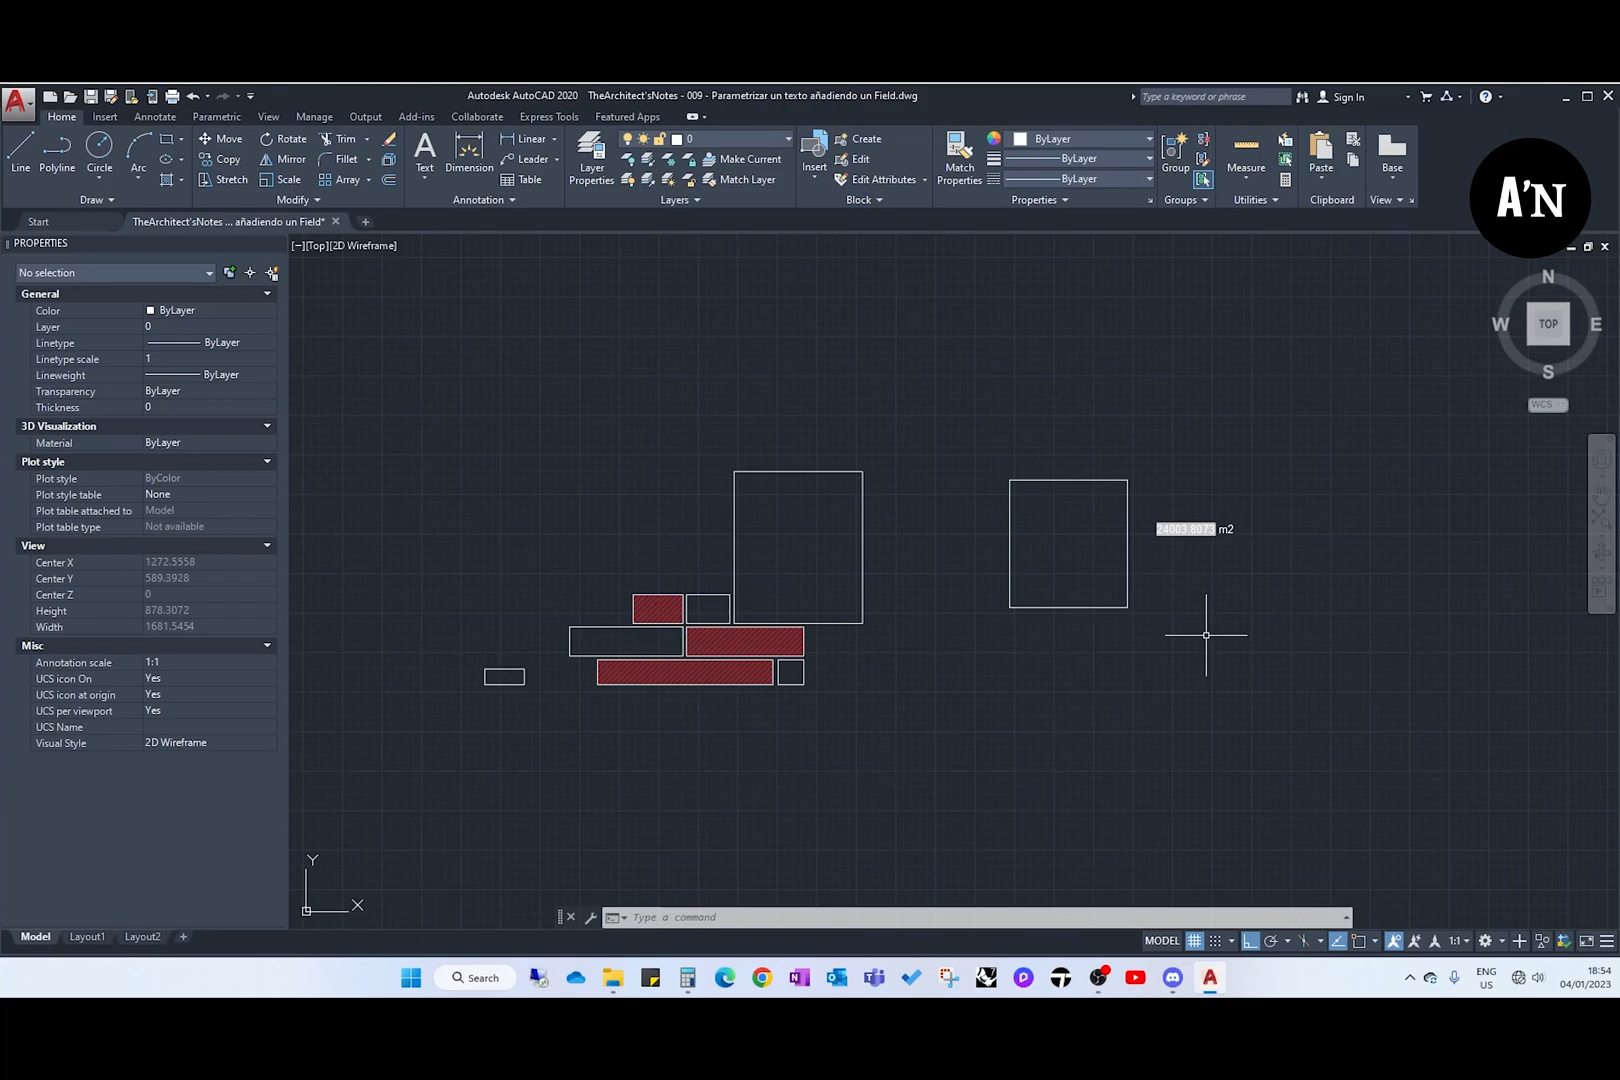 Autodesk AutoCAD 2020 TheArchitect'sNotes - 009 - Parametrizar un texto añadiendo un Field.dwg
Type a keyword or phrase
Sign In
Home Insert Annotate Parametric View Manage Output Add-ins Collaborate Express Tools Featured Apps
Line Polyline Circle Arc
Move Rotate Trim
Copy Mirror Fillet
Stretch Scale Array
Text Dimension
Linear
Leader
Table
Layer Properties
0
Make Current
Match Layer
Insert
Create
Edit
Edit Attributes
Match Properties
ByLayer
ByLayer
ByLayer
Group
Measure
Paste
Base
Draw Modify Annotation Layers Block Properties Groups Utilities Clipboard View
A'N
Start
TheArchitect'sNotes ... añadiendo un Field*
PROPERTIES
[−][Top][2D Wireframe]
No selection
General
Color ByLayer
Layer 0
Linetype ByLayer
Linetype scale 1
Lineweight ByLayer
Transparency ByLayer
Thickness 0
3D Visualization
Material ByLayer
Plot style
Plot style ByColor
Plot style table None
Plot table attached to Model
Plot table type Not available
View
Center X 1272.5558
Center Y 589.3928
Center Z 0
Height 878.3072
Width 1681.5454
Misc
Annotation scale 1:1
UCS icon On Yes
UCS icon at origin Yes
UCS per viewport Yes
UCS Name
Visual Style 2D Wireframe
N
W TOP E
S
WCS
24003.8073 m2
Y
X
Type a command
Model Layout1 Layout2
MODEL
1:1
Search
ENG
US
18:54
04/01/2023